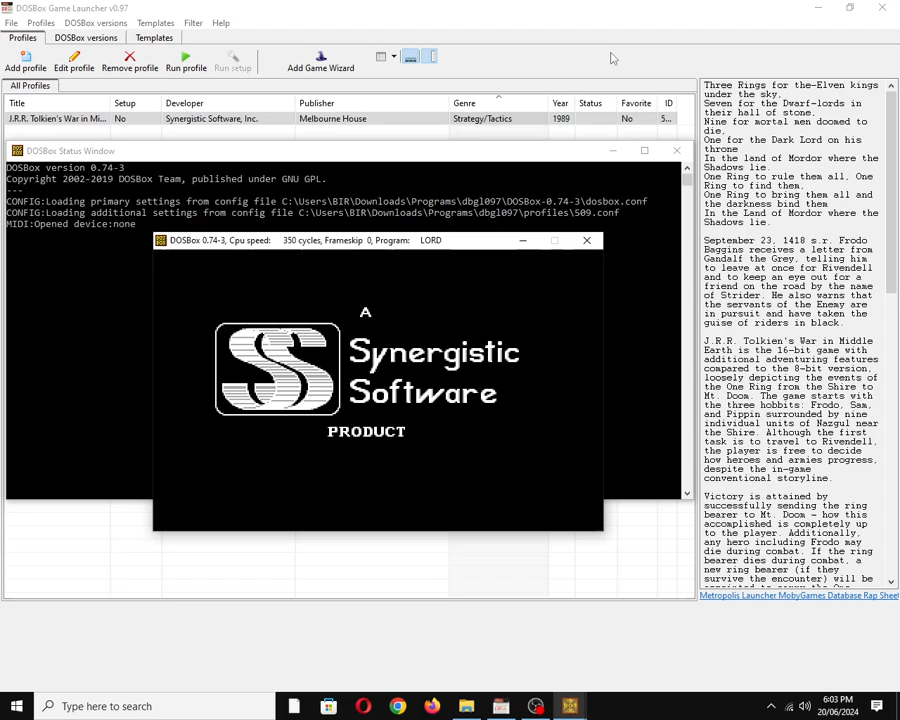 DOSBox Game Launcher v0.97
File Profiles DOSBox versions Templates Filter Help
Profiles DOSBox versions Templates
Add profile Edit profile Remove profile Run profile Run setup Add Game Wizard
All Profiles
Title Setup Developer Publisher Genre Year Status Favorite ID
J.R.R. Tolkien's War in Mi... No Synergistic Software, Inc. Melbourne House Strategy/Tactics 1989 No 5...
DOSBox Status Window
DOSBox version 0.74-3
Copyright 2002-2019 DOSBox Team, published under GNU GPL.
---
CONFIG:Loading primary settings from config file C:\Users\BIR\Downloads\Programs\dbgl097\DOSBox-0.74-3\dosbox.conf
CONFIG:Loading additional settings from config file C:\Users\BIR\Downloads\Programs\dbgl097\profiles\509.conf
MIDI:Opened device:none
DOSBox 0.74-3, Cpu speed: 350 cycles, Frameskip 0, Program: LORD
A
SS Synergistic
Software
PRODUCT
Three Rings for the Elven kings
under the sky,
Seven for the Dwarf-lords in
their hall of stone,
Nine for mortal men doomed to
die,
One for the Dark Lord on his
throne
In the land of Mordor where the
Shadows lie.
One Ring to rule them all, One
Ring to find them,
One Ring to bring them all and
the darkness bind them
In the Land of Mordor where the
Shadows lie.
September 23, 1418 s.r. Frodo
Baggins receives a letter from
Gandalf the Grey, telling him
to leave at once for Rivendell
and to keep an eye out for a
friend on the road by the name
of Strider. He also warns that
the servants of the Enemy are
in pursuit and have taken the
guise of riders in black.
J.R.R. Tolkien's War in Middle
Earth is the 16-bit game with
additional adventuring features
compared to the 8-bit version,
loosely depicting the events of
the One Ring from the Shire to
Mt. Doom. The game starts with
the three hobbits: Frodo, Sam,
and Pippin surrounded by nine
individual units of Nazgul near
the Shire. Although the first
task is to travel to Rivendell,
the player is free to decide
how heroes and armies progress,
despite the in-game
conventional storyline.
Victory is attained by
successfully sending the ring
bearer to Mt. Doom - how this
accomplished is completely up
to the player. Additionally,
any hero including Frodo may
die during combat. If the ring
bearer dies during combat, a
new ring bearer (if they
survive the encounter) will be
Metropolis Launcher MobyGames Database Rap Sheet
Type here to search
6:03 PM
20/06/2024